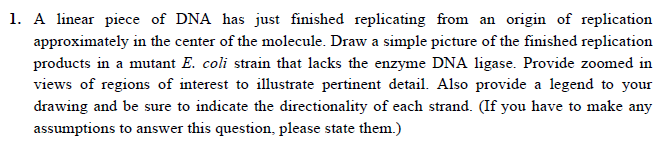 1. A linear piece of DNA has just finished replicating from an origin of replication
approximately in the center of the molecule. Draw a simple picture of the finished replication
products in a mutant E. coli strain that lacks the enzyme DNA ligase. Provide zoomed in
views of regions of interest to illustrate pertinent detail. Also provide a legend to your
drawing and be sure to indicate the directionality of each strand. (If you have to make any
assumptions to answer this question, please state them.)